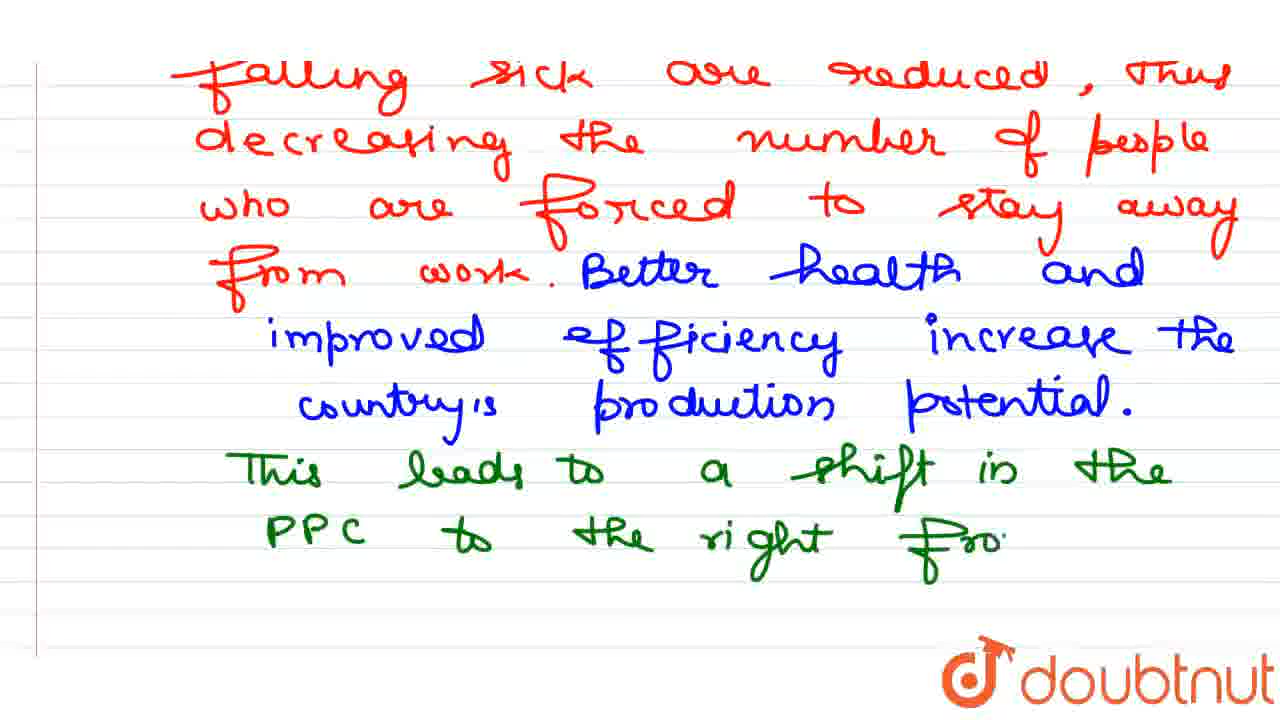 falling sick are reduced, thus
decreasing the number of people
who are forced to stay away
from work. Better health and
improved efficiency increase the
country's production potential.
This leads to a shift in the
PPC to the right fro
doubtnut